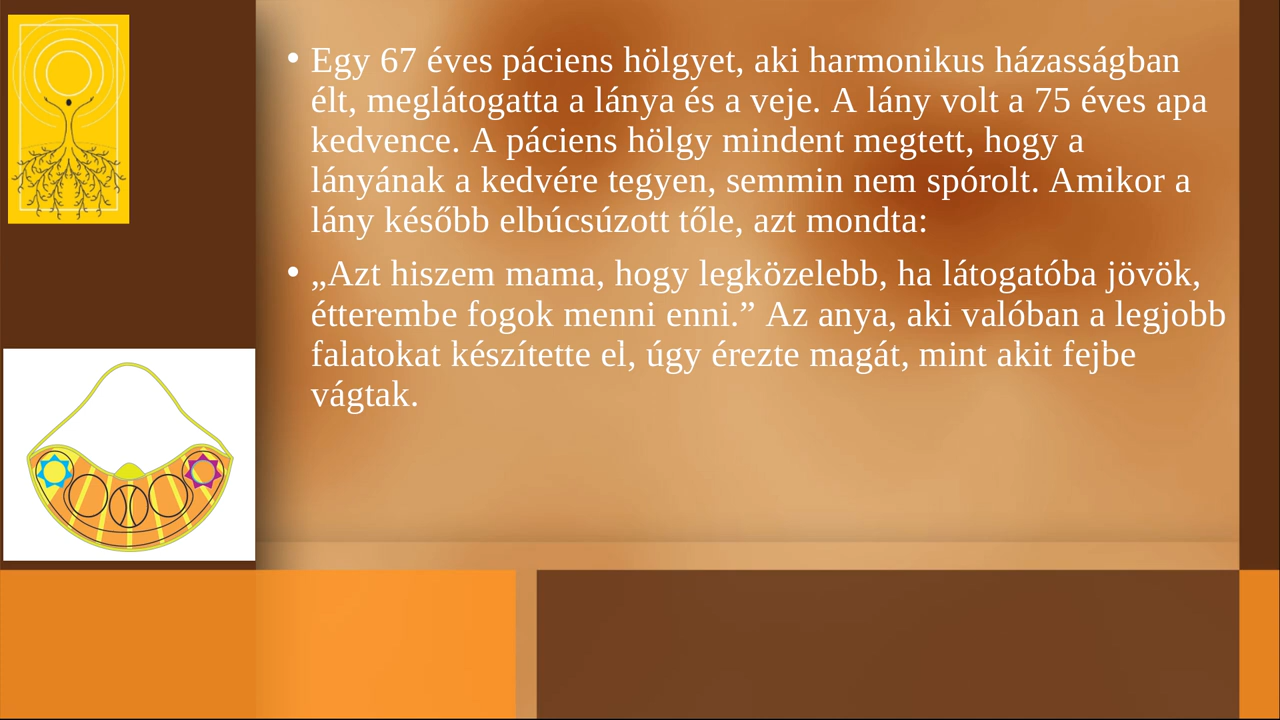 • Egy 67 éves páciens hölgyet, aki harmonikus házasságban
élt, meglátogatta a lánya és a veje. A lány volt a 75 éves apa
kedvence. A páciens hölgy mindent megtett, hogy a
lányának a kedvére tegyen, semmin nem spórolt. Amikor a
lány később elbúcsúzott tőle, azt mondta:
• „Azt hiszem mama, hogy legközelebb, ha látogatóba jövök,
étterembe fogok menni enni.” Az anya, aki valóban a legjobb
falatokat készítette el, úgy érezte magát, mint akit fejbe
vágtak.